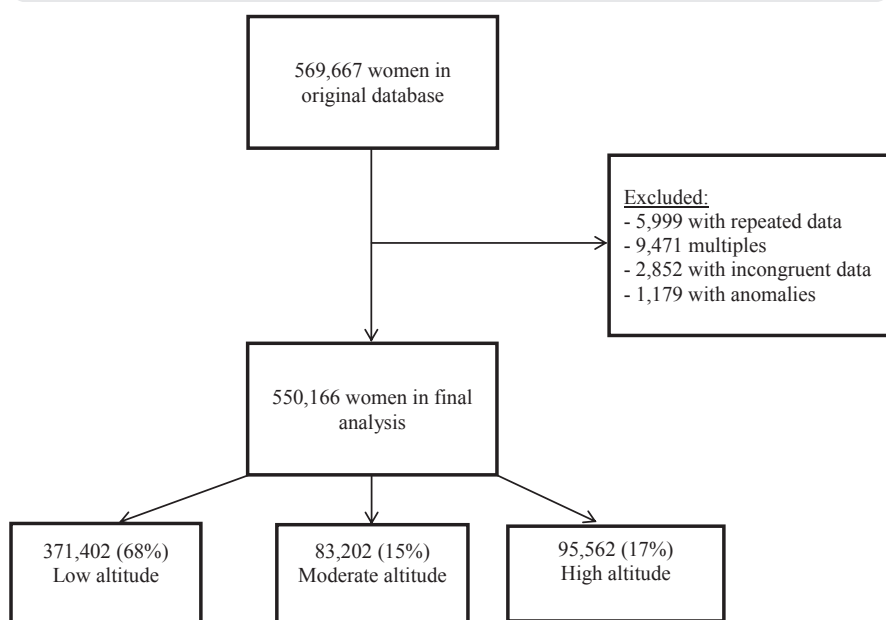 569,667 women in
original database
Excluded:
- 5,999 with repeated data
- 9,471 multiples
- 2,852 with incongruent data
- 1,179 with anomalies
550,166 women in final
analysis
371,402 (68%)
Low altitude
83,202 (15%)
Moderate altitude
95,562 (17%)
High altitude